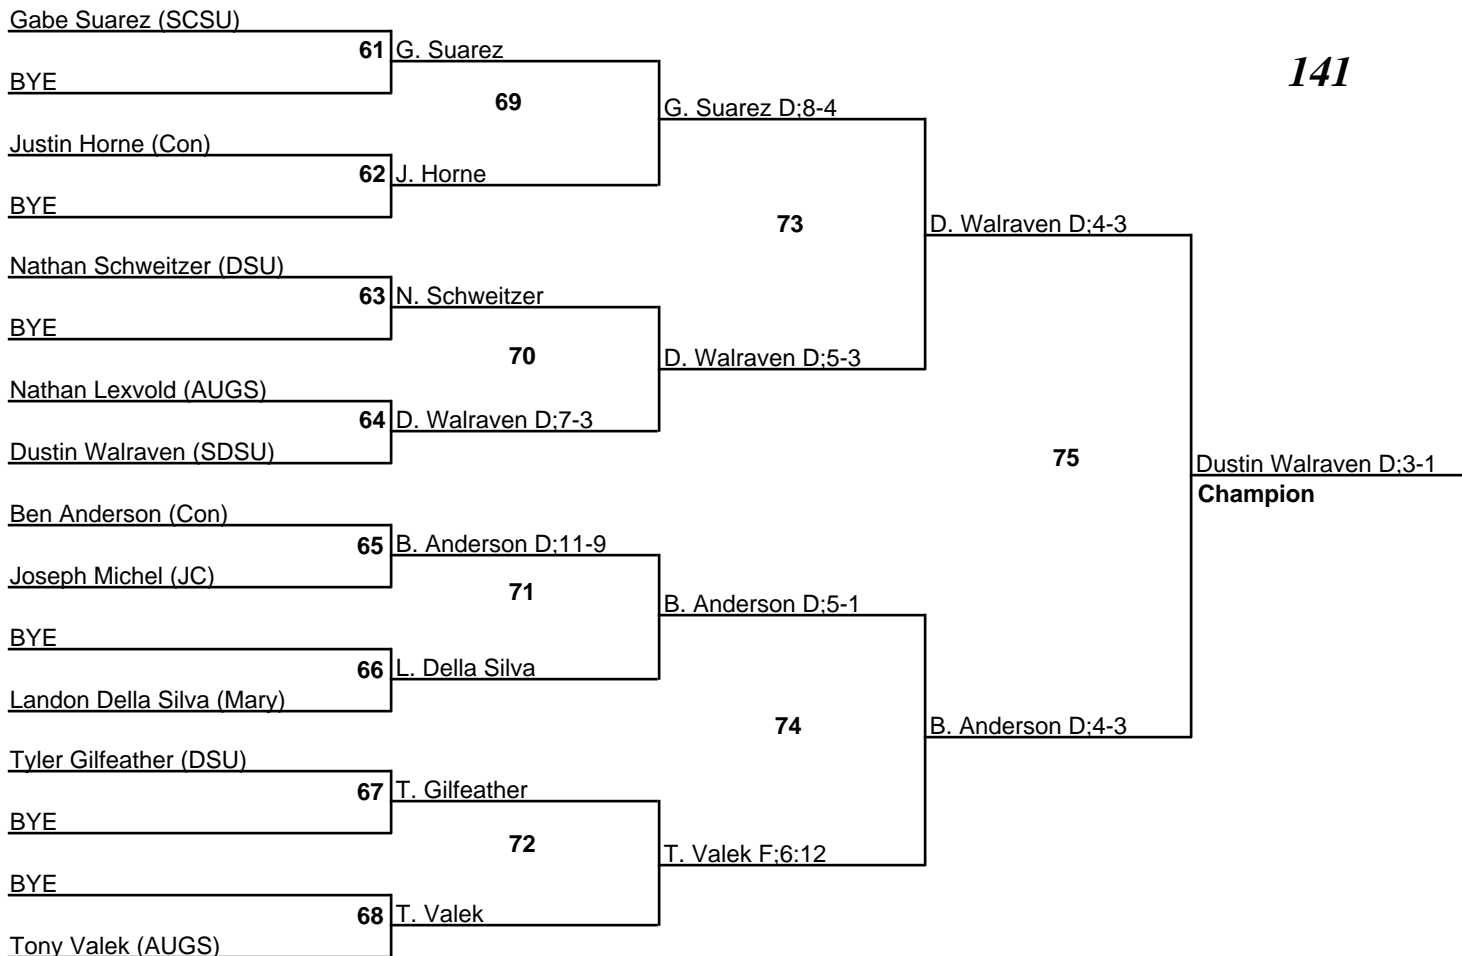 Gabe Suarez (SCSU)
61 G. Suarez
141
BYE
69
G. Suarez D;8-4
Justin Horne (Con)
62 J. Horne
BYE
73
D. Walraven D;4-3
Nathan Schweitzer (DSU)
63 N. Schweitzer
BYE
70
D. Walraven D;5-3
Nathan Lexvold (AUGS)
64 D. Walraven D;7-3
Dustin Walraven (SDSU)
75
Dustin Walraven D;3-1
Champion
Ben Anderson (Con)
65 B. Anderson D;11-9
Joseph Michel (JC)
71
B. Anderson D;5-1
BYE
66 L. Della Silva
Landon Della Silva (Mary)
74
B. Anderson D;4-3
Tyler Gilfeather (DSU)
67 T. Gilfeather
BYE
72
T. Valek F;6:12
BYE
68 T. Valek
Tony Valek (AUGS)